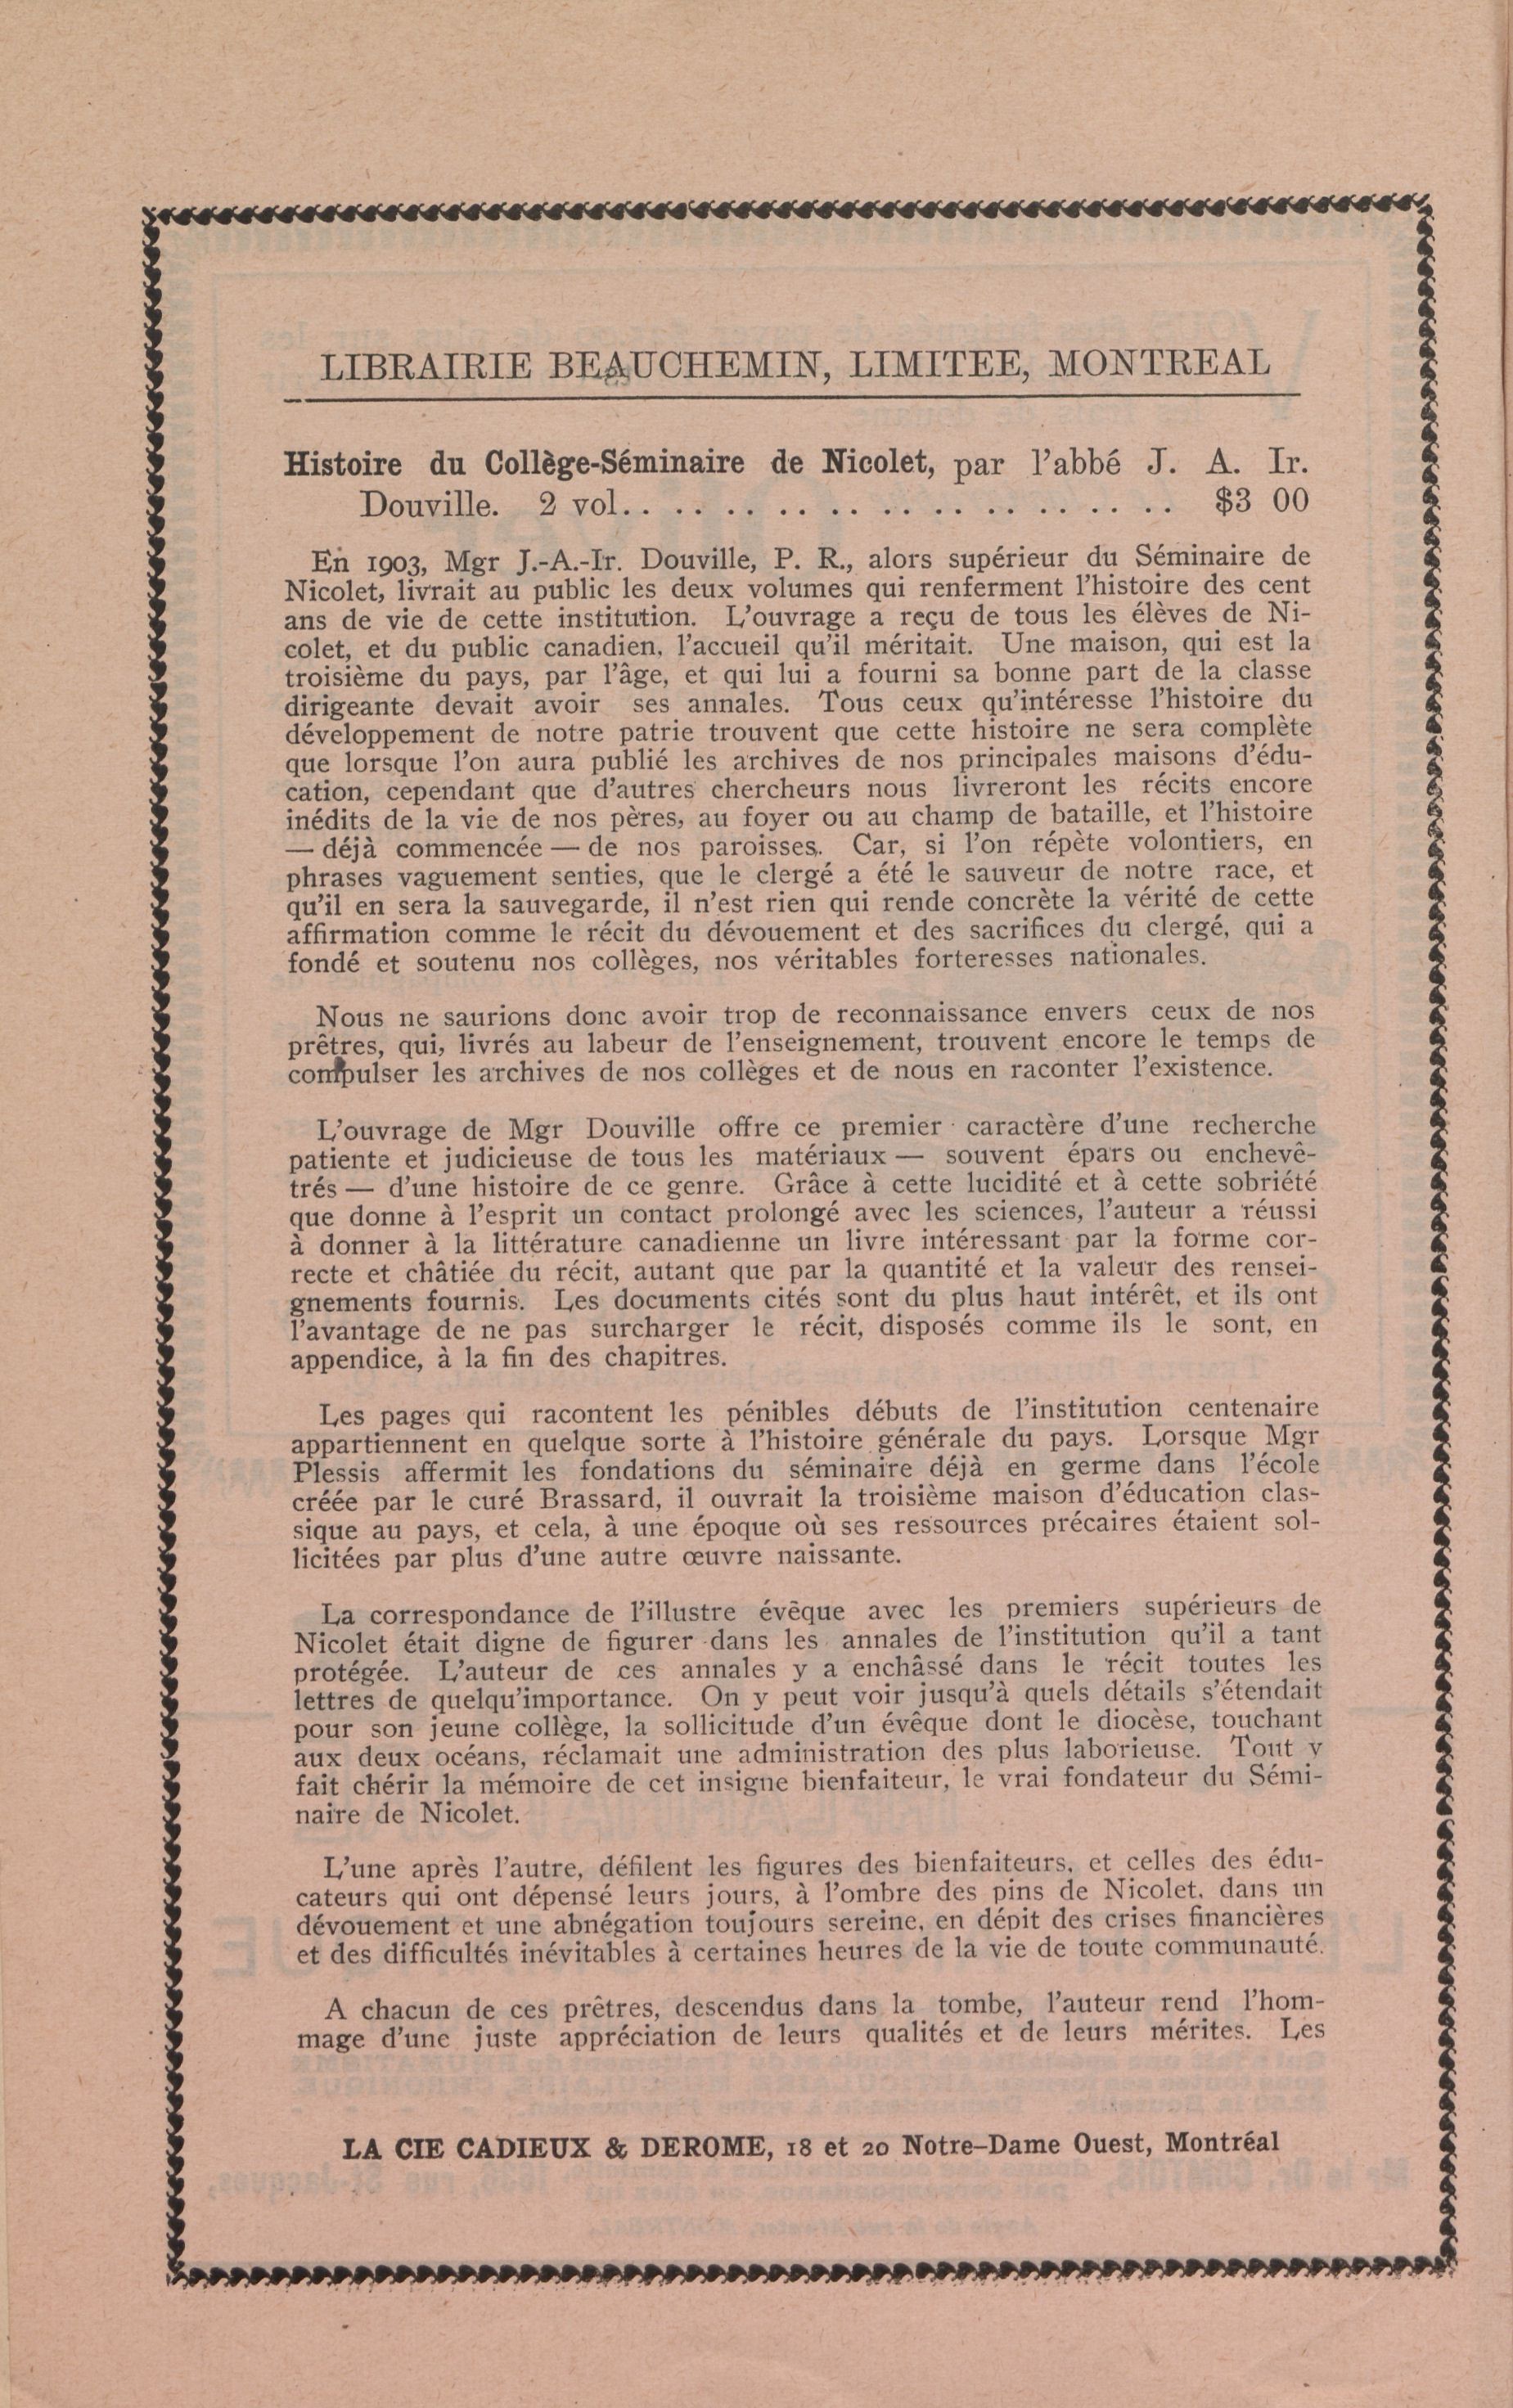 LIBRAIRIE BEAUCHEMIN, LIMITEE, MONTREAL
Histoire du Collège-Séminaire de Nicolet, par l'abbé J. A. Ir.
Douville. 2 vol. . . . . . . . . . . . . . . . . . . . . . . $3 00
En 1903, Mgr J.-A.-Ir. Douville, P. R., alors supérieur du Séminaire de
Nicolet, livrait au public les deux volumes qui renferment l'histoire des cent
ans de vie de cette institution. L'ouvrage a reçu de tous les élèves de Ni-
colet, et du public canadien, l'accueil qu'il méritait. Une maison, qui est la
troisième du pays, par l'âge, et qui lui a fourni sa bonne part de la classe
dirigeante devait avoir ses annales. Tous ceux qu'intéresse l'histoire du
développement de notre patrie trouvent que cette histoire ne sera complète
que lorsque l'on aura publié les archives de nos principales maisons d'édu-
cation, cependant que d'autres chercheurs nous livreront les récits encore
inédits de la vie de nos pères, au foyer ou au champ de bataille, et l'histoire
— déjà commencée — de nos paroisses. Car, si l'on répète volontiers, en
phrases vaguement senties, que le clergé a été le sauveur de notre race, et
qu'il en sera la sauvegarde, il n'est rien qui rende concrète la vérité de cette
affirmation comme le récit du dévouement et des sacrifices du clergé, qui a
fondé et soutenu nos collèges, nos véritables forteresses nationales.
Nous ne saurions donc avoir trop de reconnaissance envers ceux de nos
prêtres, qui, livrés au labeur de l'enseignement, trouvent encore le temps de
compulser les archives de nos collèges et de nous en raconter l'existence.
L'ouvrage de Mgr Douville offre ce premier caractère d'une recherche
patiente et judicieuse de tous les matériaux — souvent épars ou enchevê-
trés — d'une histoire de ce genre. Grâce à cette lucidité et à cette sobriété
que donne à l'esprit un contact prolongé avec les sciences, l'auteur a réussi
à donner à la littérature canadienne un livre intéressant par la forme cor-
recte et châtiée du récit, autant que par la quantité et la valeur des rensei-
gnements fournis. Les documents cités sont du plus haut intérêt, et ils ont
l'avantage de ne pas surcharger le récit, disposés comme ils le sont, en
appendice, à la fin des chapitres.
Les pages qui racontent les pénibles débuts de l'institution centenaire
appartiennent en quelque sorte à l'histoire générale du pays. Lorsque Mgr
Plessis affermit les fondations du séminaire déjà en germe dans l'école
créée par le curé Brassard, il ouvrait la troisième maison d'éducation clas-
sique au pays, et cela, à une époque où ses ressources précaires étaient sol-
licitées par plus d'une autre œuvre naissante.
La correspondance de l'illustre évêque avec les premiers supérieurs de
Nicolet était digne de figurer dans les annales de l'institution qu'il a tant
protégée. L'auteur de ces annales y a enchâssé dans le récit toutes les
lettres de quelqu'importance. On y peut voir jusqu'à quels détails s'étendait
pour son jeune collège, la sollicitude d'un évêque dont le diocèse, touchant
aux deux océans, réclamait une administration des plus laborieuse. Tout y
fait chérir la mémoire de cet insigne bienfaiteur, le vrai fondateur du Sémi-
naire de Nicolet.
L'une après l'autre, défilent les figures des bienfaiteurs, et celles des édu-
cateurs qui ont dépensé leurs jours, à l'ombre des pins de Nicolet, dans un
dévouement et une abnégation toujours sereine, en dépit des crises financières
et des difficultés inévitables à certaines heures de la vie de toute communauté.
A chacun de ces prêtres, descendus dans la tombe, l'auteur rend l'hom-
mage d'une juste appréciation de leurs qualités et de leurs mérites. Les
LA CIE CADIEUX & DEROME, 18 et 20 Notre-Dame Ouest, Montréal